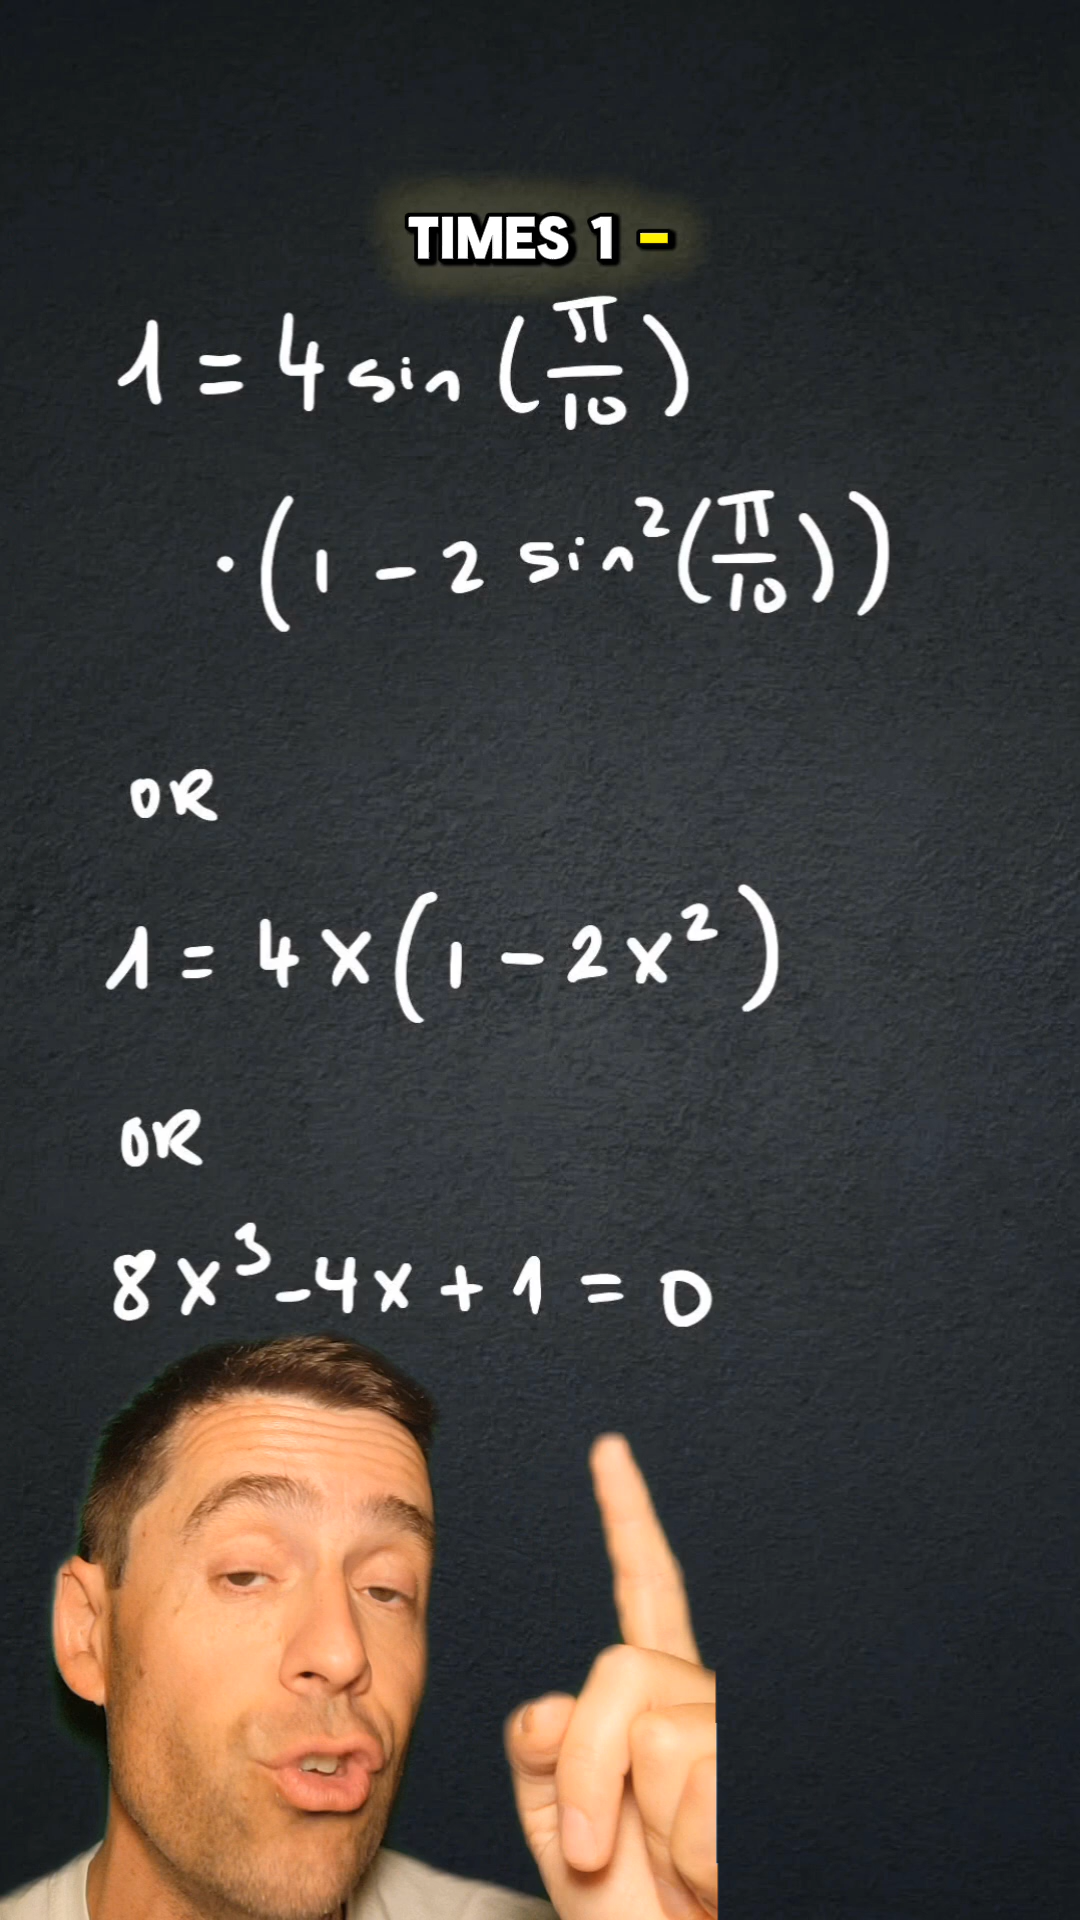 TIMES 1 -
1 = 4 sin (π/10)
· (1 - 2 sin²(π/10))
OR
1 = 4x(1 - 2x²)
OR
8x³ - 4x + 1 = 0